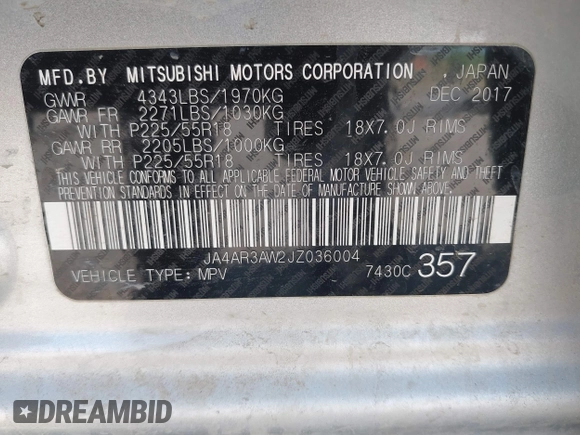 MFD.BY MITSUBISHI MOTORS CORPORATION , JAPAN
GVWR 4343LBS/1970KG DEC 2017
GAWR FR 2271LBS/1030KG
WITH P225/55R18 TIRES 18X7.0J RIMS
GAWR RR 2205LBS/1000KG
WITH P225/55R18 TIRES 18X7.0J RIMS
THIS VEHICLE CONFORMS TO ALL APPLICABLE FEDERAL MOTOR VEHICLE SAFETY AND THEFT
PREVENTION STANDARDS IN EFFECT ON THE DATE OF MANUFACTURE SHOWN ABOVE.
JA4AR3AW2JZ036004
VEHICLE TYPE: MPV 7430C 357
DREAMBID